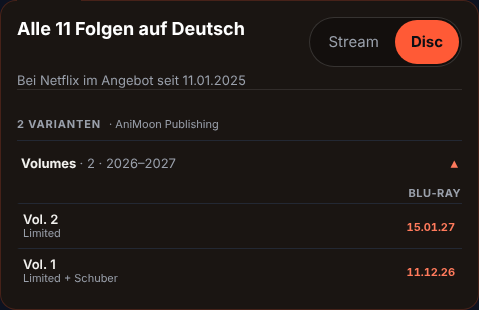 Alle 11 Folgen auf Deutsch
Stream Disc
Bei Netflix im Angebot seit 11.01.2025
2 VARIANTEN · AniMoon Publishing
Volumes · 2 · 2026–2027 ▲
BLU-RAY
Vol. 2
Limited
15.01.27
Vol. 1
Limited + Schuber
11.12.26